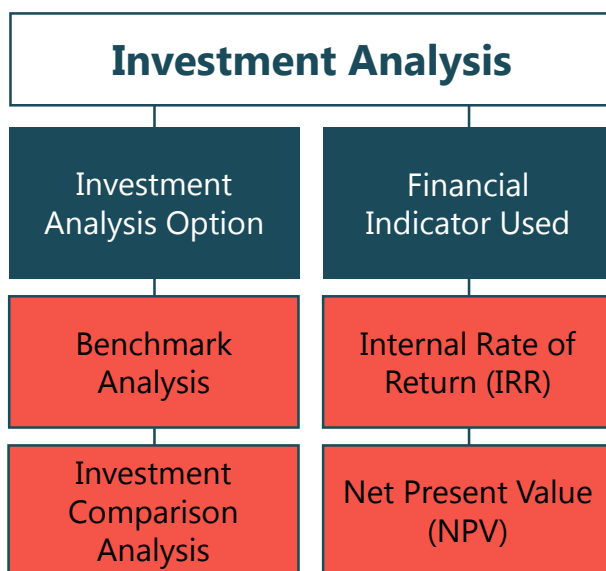 Investment Analysis
Investment
Analysis Option
Financial
Indicator Used
Benchmark
Analysis
Internal Rate of
Return (IRR)
Investment
Comparison
Analysis
Net Present Value
(NPV)